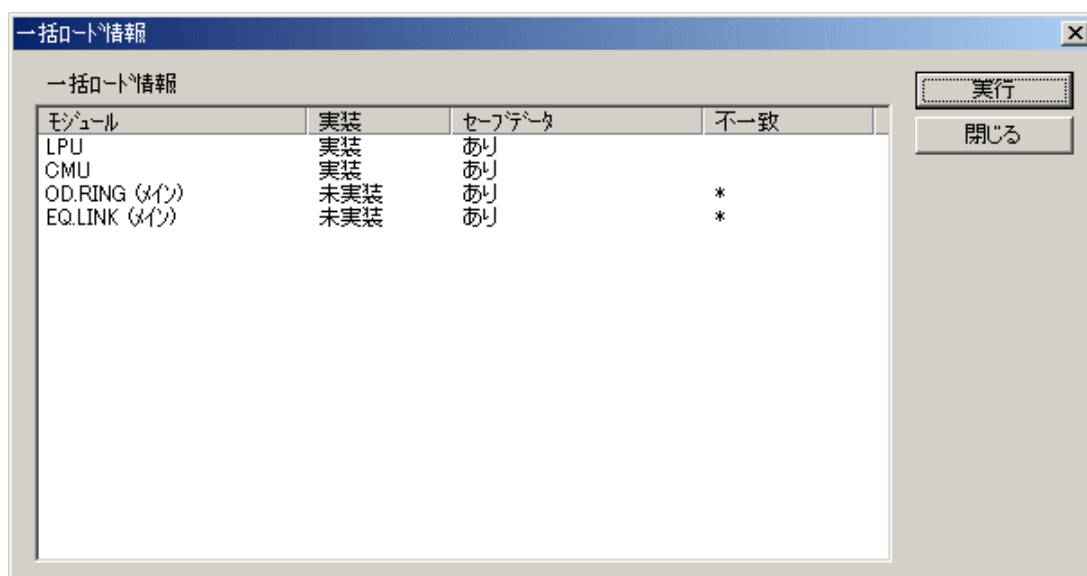 一括ロード情報
一括ロード情報
実行
閉じる
モジュール 実装 セーブデータ 不一致
LPU 実装 あり
CMU 実装 あり
OD.RING (メイン) 未実装 あり *
EQ.LINK (メイン) 未実装 あり *